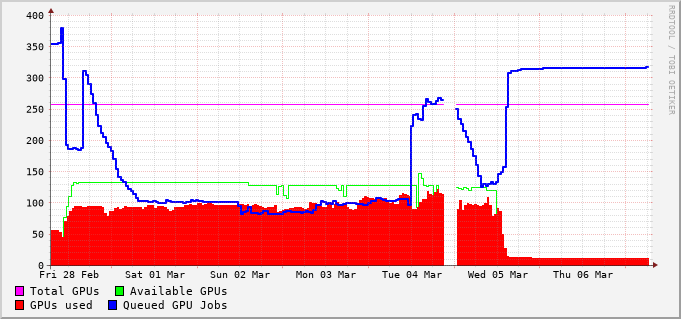 400
350
300
250
200
150
100
50
0
Fri 28 Feb Sat 01 Mar Sun 02 Mar Mon 03 Mar Tue 04 Mar Wed 05 Mar Thu 06 Mar
Total GPUs Available GPUs
GPUs used Queued GPU Jobs
RRDTOOL / TOBI OETIKER